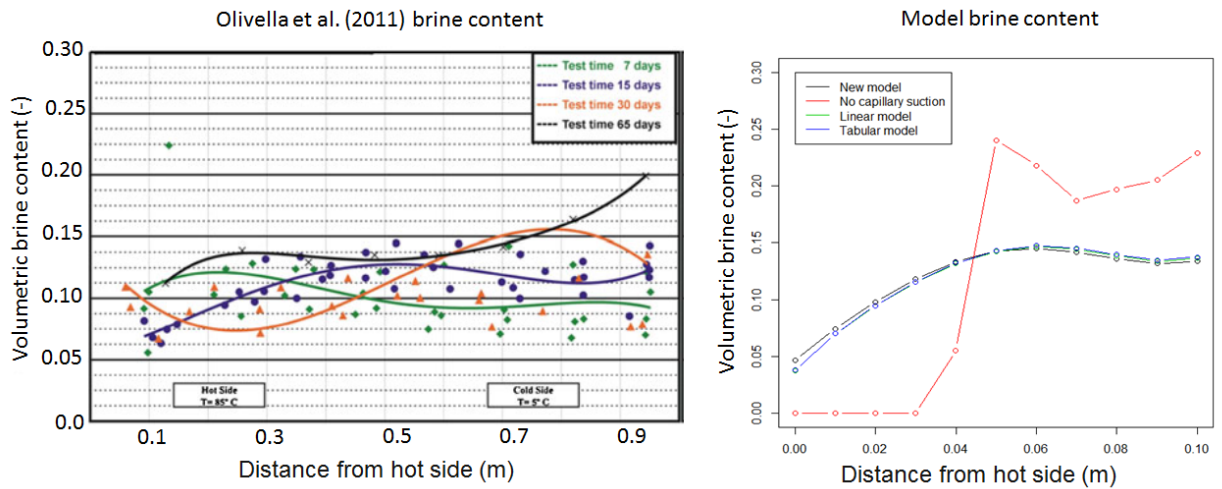 Olivella et al. (2011) brine content
Volumetric brine content (-)
0.30
0.25
0.20
0.15
0.10
0.05
0.0
Test time 7 days
Test time 15 days
Test time 30 days
Test time 65 days
Hot Side
T= 85° C
Cold Side
T= 5° C
0.1 0.3 0.5 0.7 0.9
Distance from hot side (m)
Model brine content
Volumetric brine content (-)
0.30
0.25
0.20
0.15
0.10
0.05
0.00
New model
No capillary suction
Linear model
Tabular model
0.00 0.02 0.04 0.06 0.08 0.10
Distance from hot side (m)